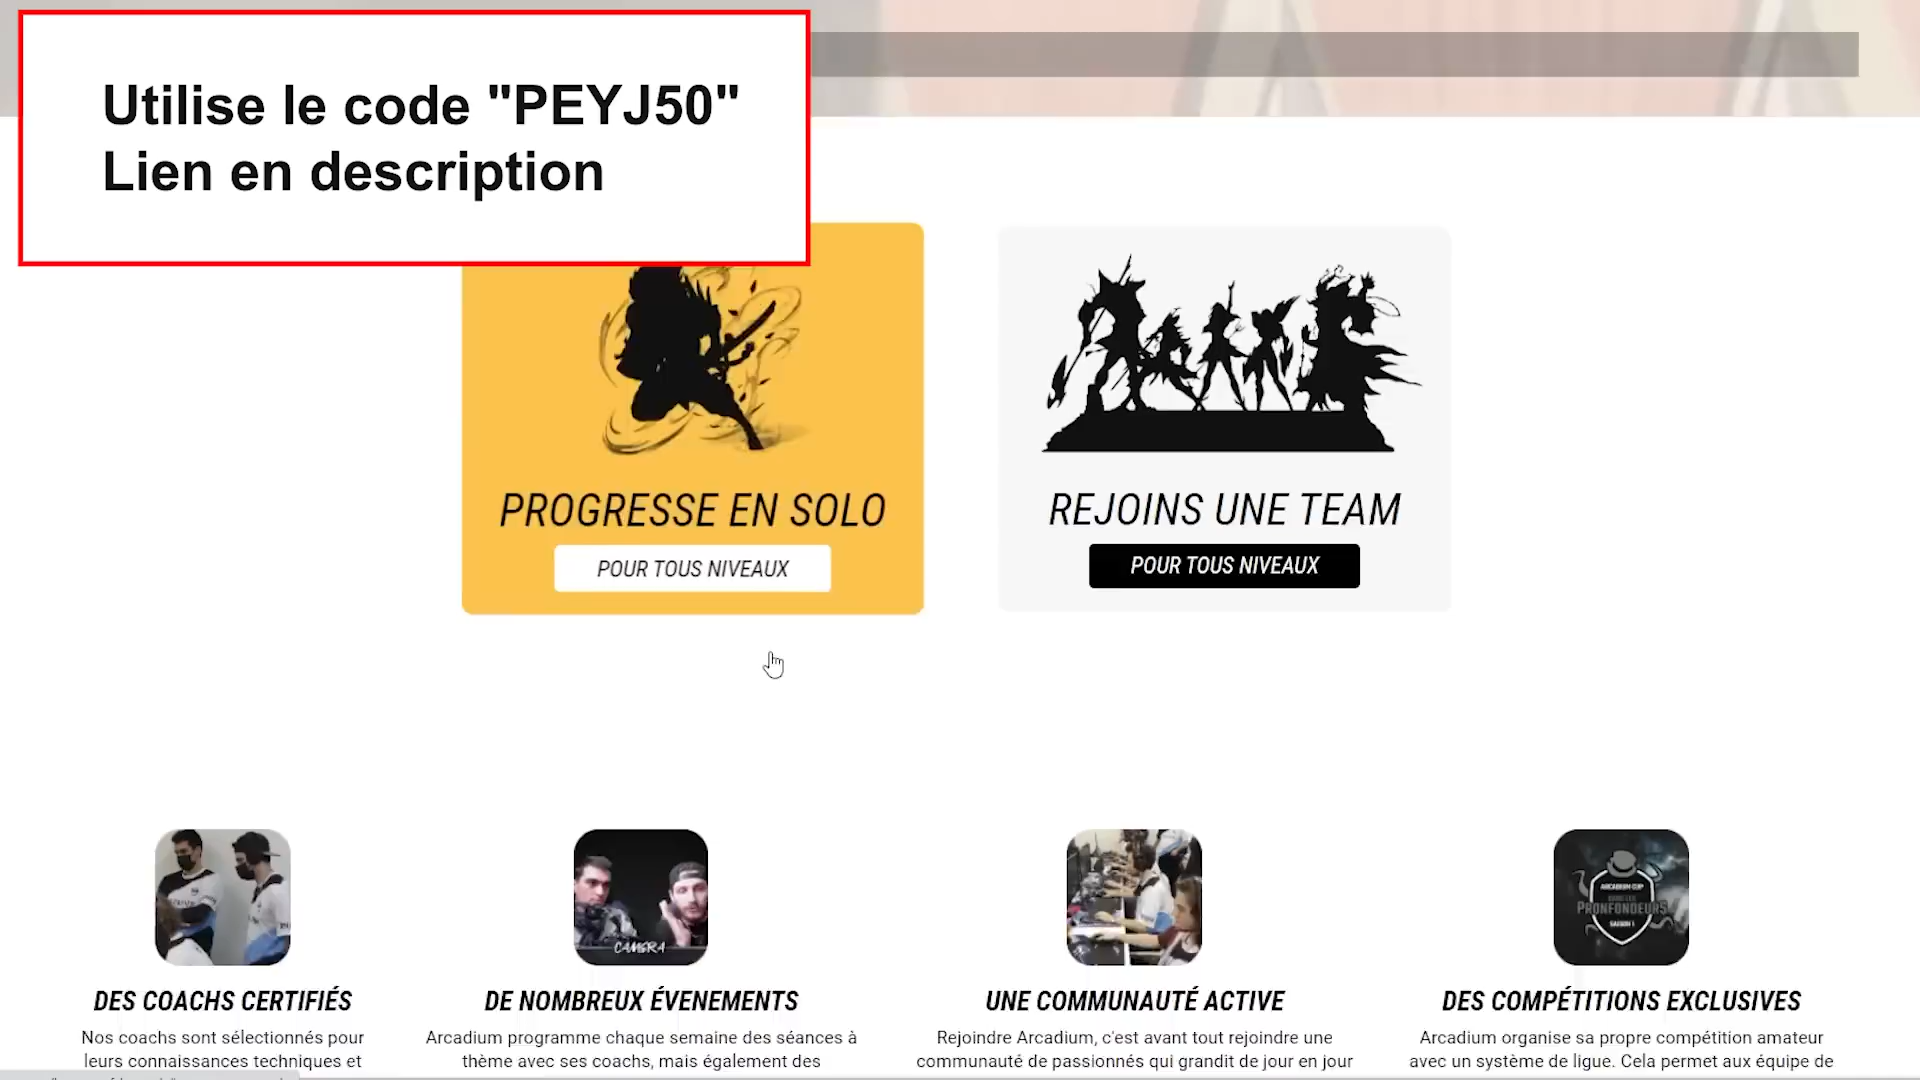 Utilise le code "PEYJ50"
Lien en description
PROGRESSE EN SOLO
POUR TOUS NIVEAUX
REJOINS UNE TEAM
POUR TOUS NIVEAUX
CAMERA
ARCADIUM CUP
PRONFONDEURS
SAISON 1
DES COACHS CERTIFIÉS
Nos coachs sont sélectionnés pour
leurs connaissances techniques et
DE NOMBREUX ÉVENEMENTS
Arcadium programme chaque semaine des séances à
thème avec ses coachs, mais également des
UNE COMMUNAUTÉ ACTIVE
Rejoindre Arcadium, c'est avant tout rejoindre une
communauté de passionnés qui grandit de jour en jour
DES COMPÉTITIONS EXCLUSIVES
Arcadium organise sa propre compétition amateur
avec un système de ligue. Cela permet aux équipe de